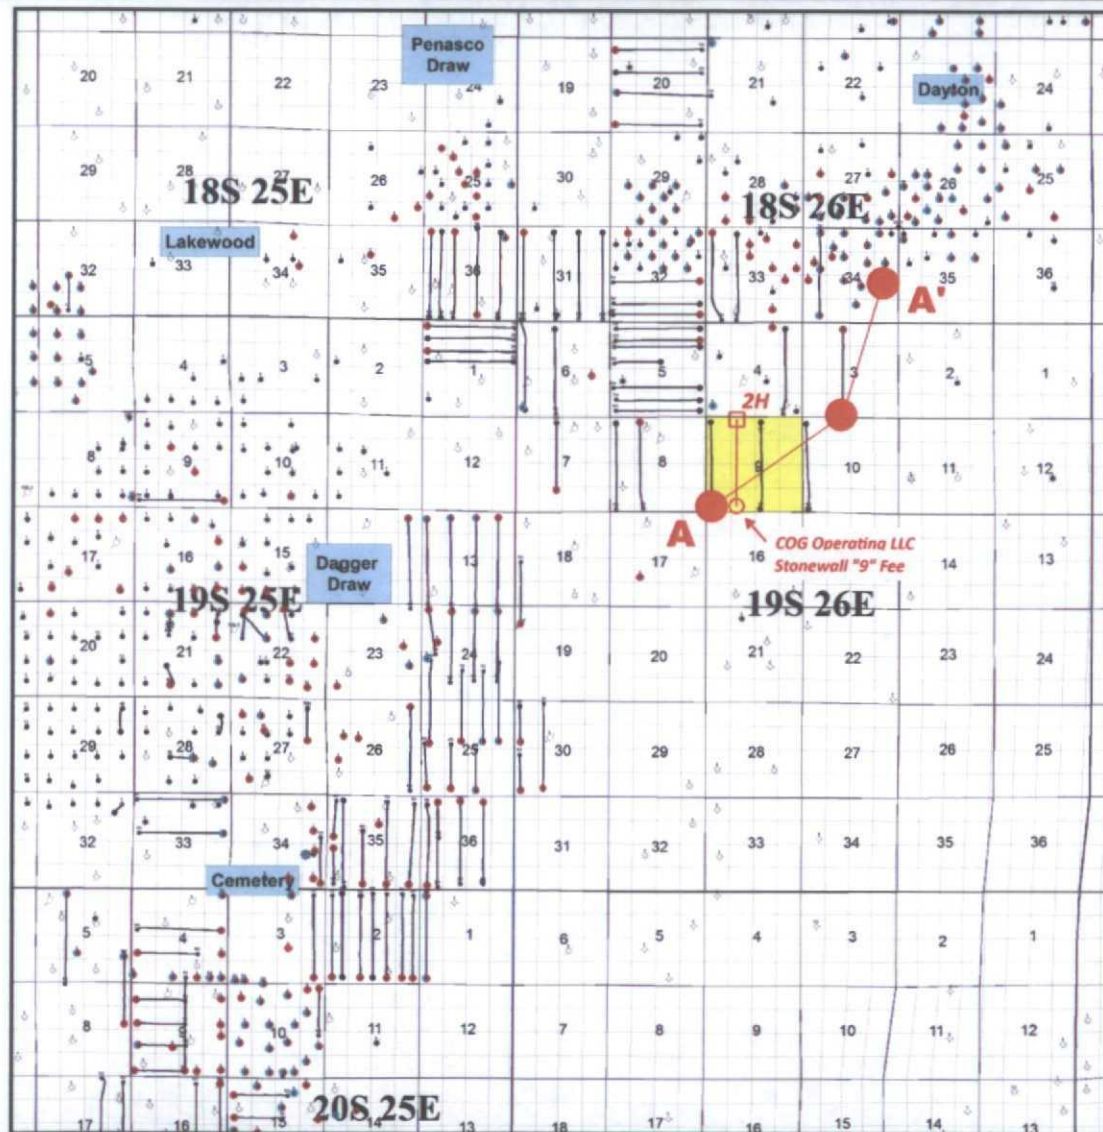 Penasco
Draw
20 21 22 23 24 19 20 21 22 24
Dayton
29 28 27 26 25 30 29 28 27 26 25
18S 25E
18S 26E
Lakewood
32 33 34 35 36 31 32 33 34 35 36
A'
5 4 3 2 1 6 5 4 3 2 1
2H
8 9 10 11 12 7 8 9 10 11 12
A
COG Operating LLC
Stonewall "9" Fee
17 16 15 13 18 17 16 14 13
Dagger
Draw
19S 25E
19S 26E
20 21 22 23 24 19 20 21 22 23 24
29 28 27 26 25 30 29 28 27 26 25
32 33 34 35 36 31 32 33 34 35 36
Cemetery
5 4 3 2 1 6 5 4 3 2 1
8 10 11 12 7 8 9 10 11 12
20S 25E
17 16 15 14 13 18 17 16 15 14 13